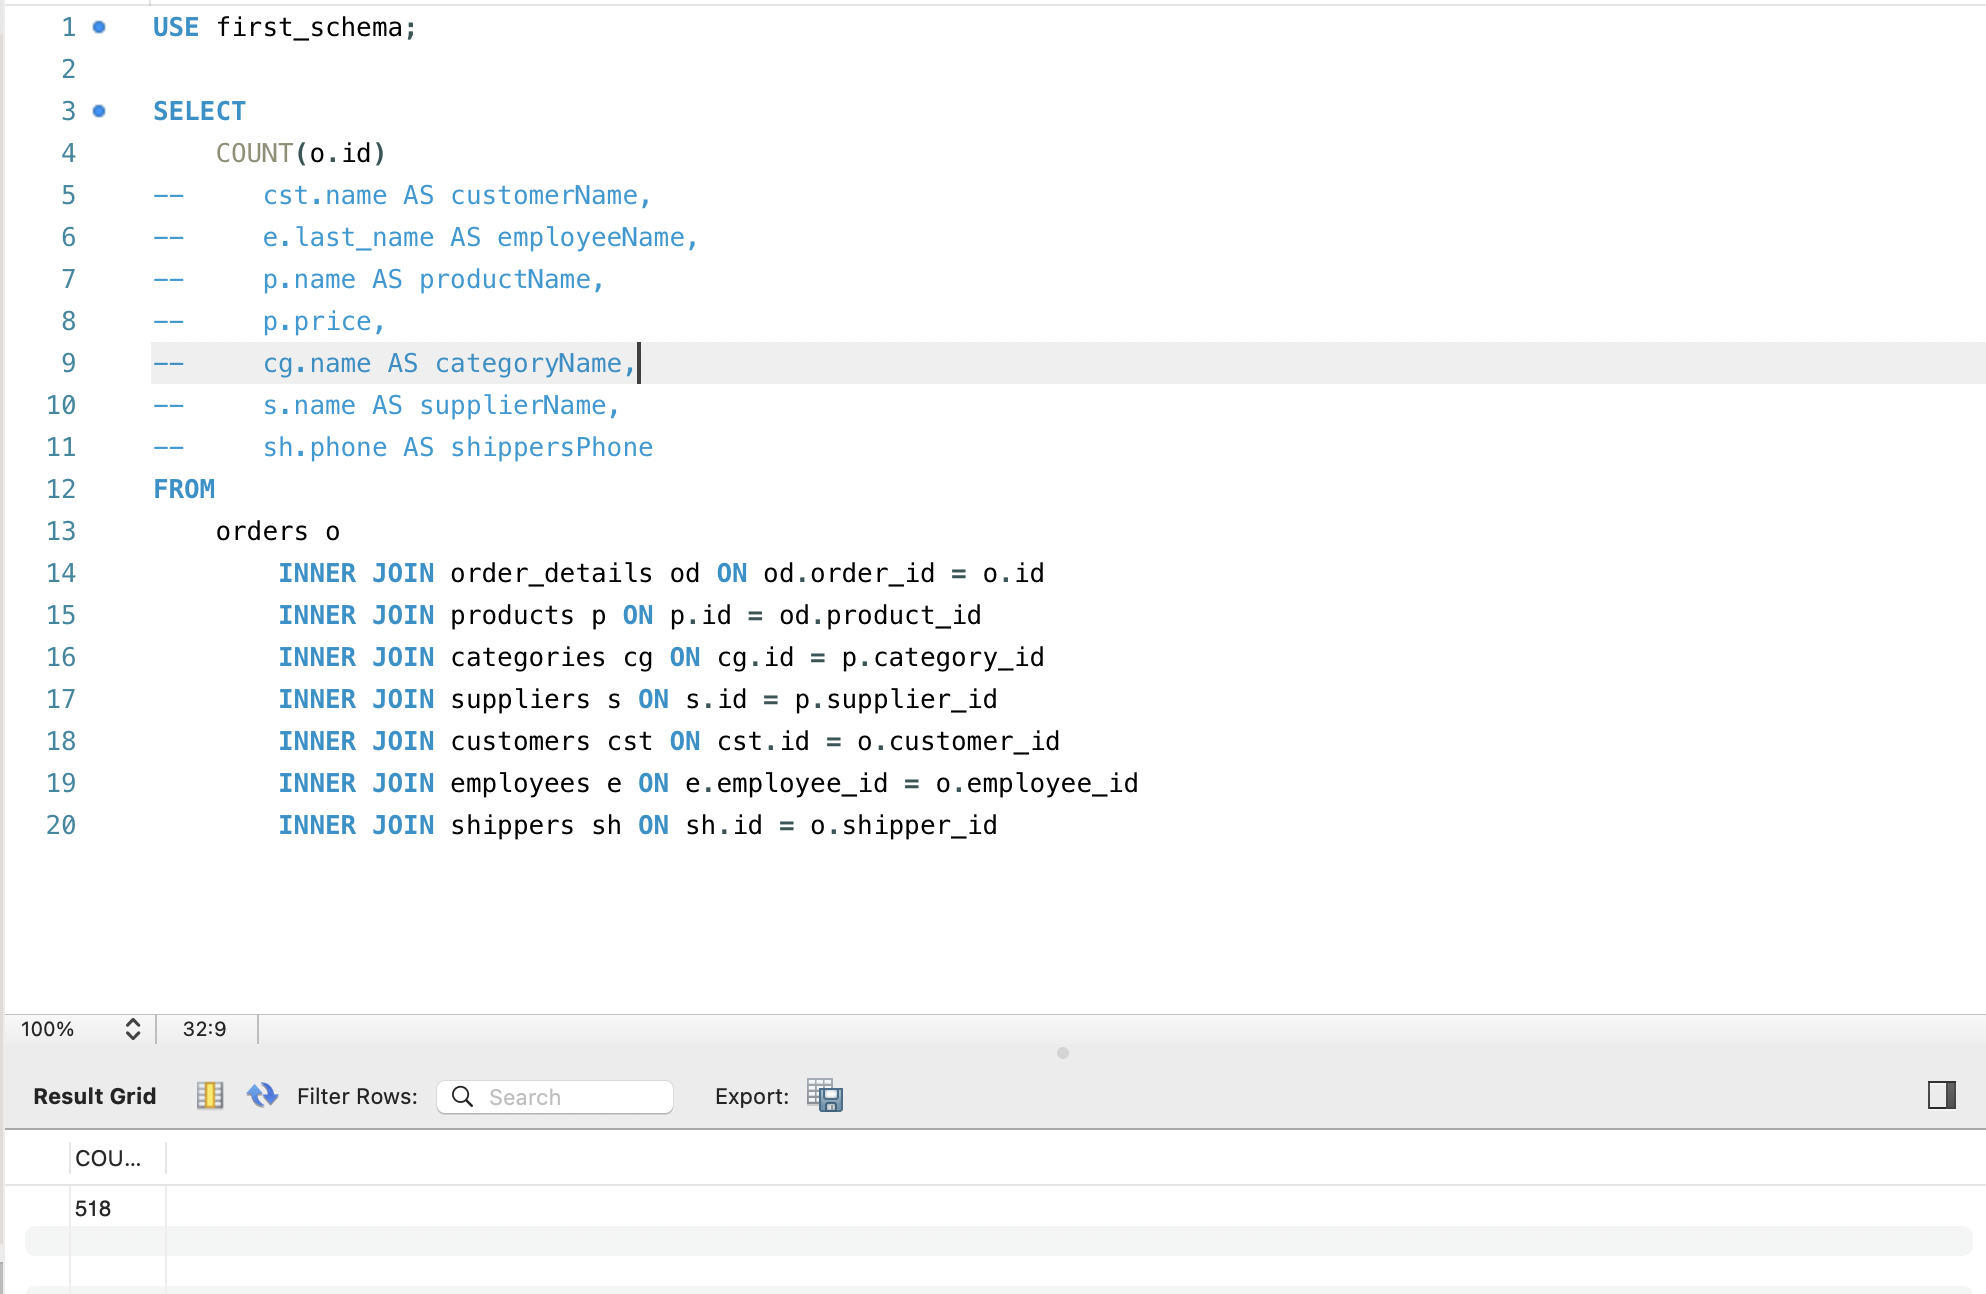 1 USE first_schema;
2
3 SELECT
4 COUNT(o.id)
5 -- cst.name AS customerName,
6 -- e.last_name AS employeeName,
7 -- p.name AS productName,
8 -- p.price,
9 -- cg.name AS categoryName,
10 -- s.name AS supplierName,
11 -- sh.phone AS shippersPhone
12 FROM
13 orders o
14 INNER JOIN order_details od ON od.order_id = o.id
15 INNER JOIN products p ON p.id = od.product_id
16 INNER JOIN categories cg ON cg.id = p.category_id
17 INNER JOIN suppliers s ON s.id = p.supplier_id
18 INNER JOIN customers cst ON cst.id = o.customer_id
19 INNER JOIN employees e ON e.employee_id = o.employee_id
20 INNER JOIN shippers sh ON sh.id = o.shipper_id
100% 32:9
Result Grid Filter Rows: Search Export:
COU...
518